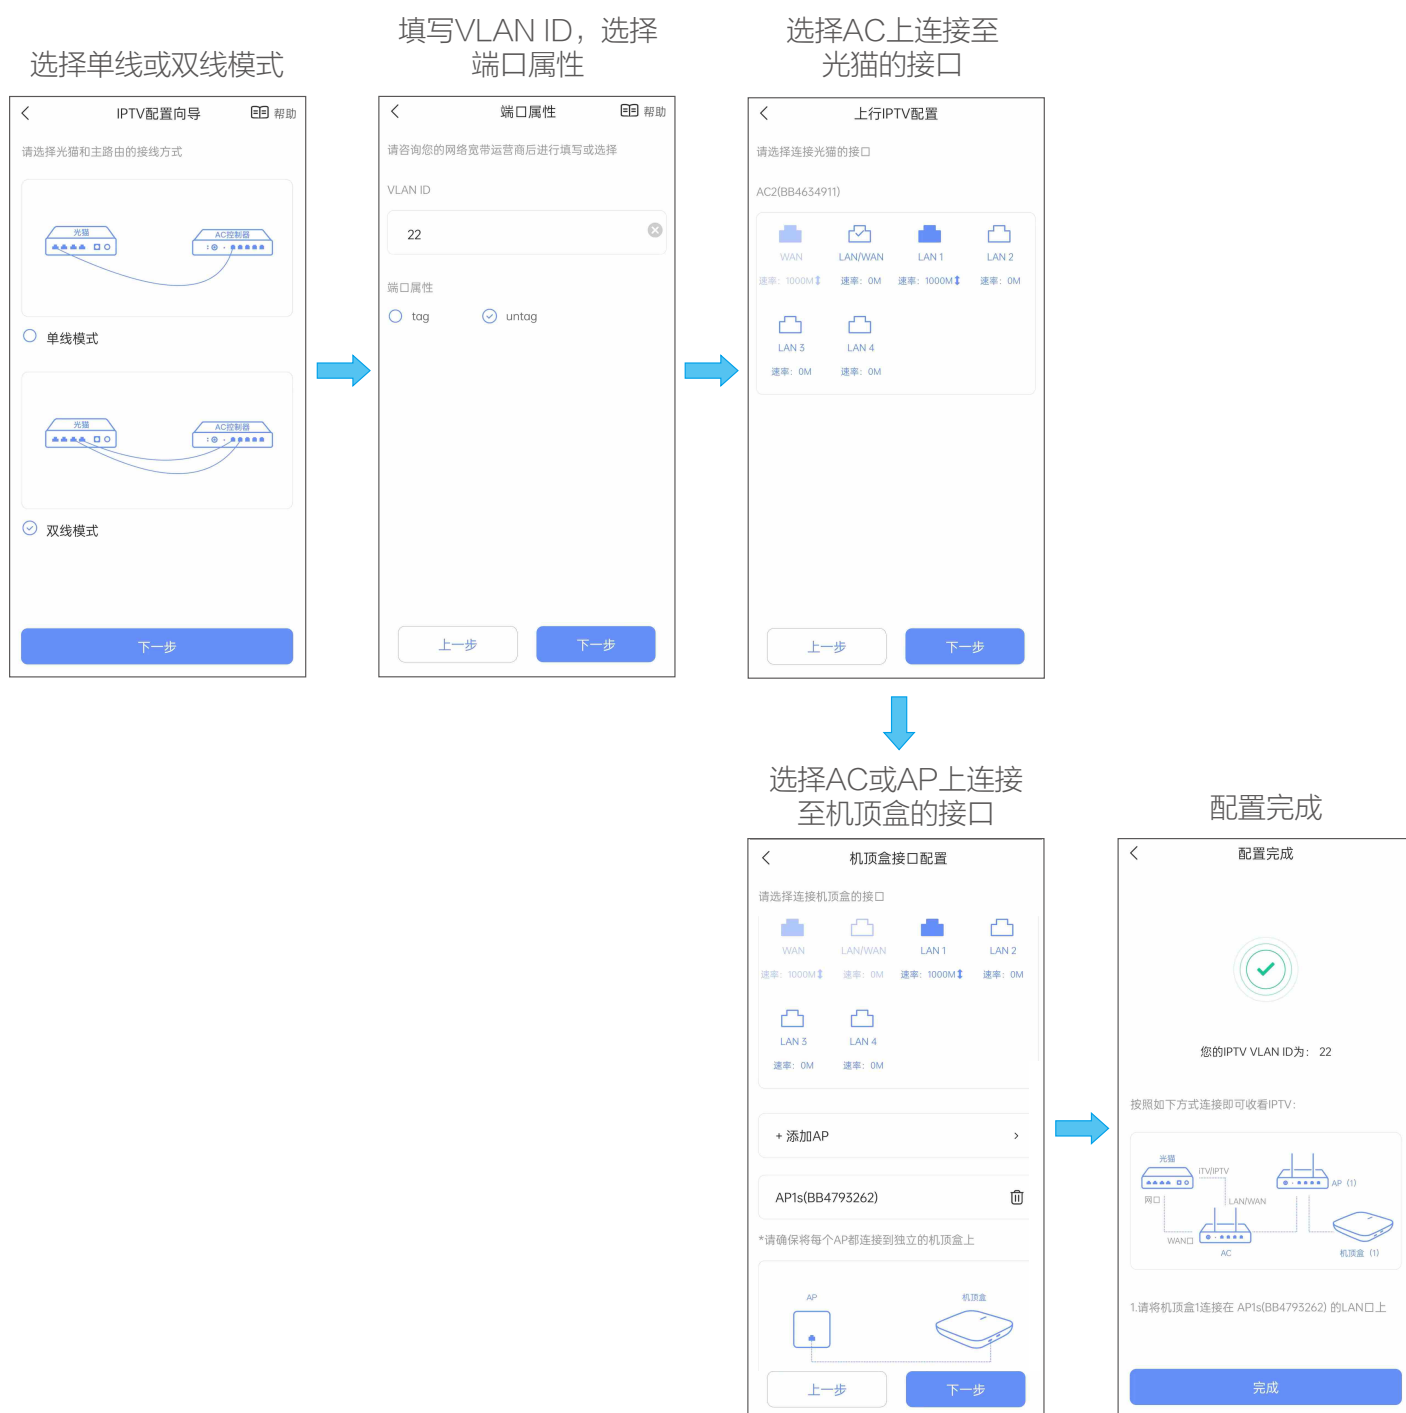 选择单线或双线模式
IPTV配置向导
帮助
请选择光猫和主路由的接线方式
光猫
AC控制器
单线模式
光猫
AC控制器
双线模式
下一步
填写VLAN ID，选择
端口属性
端口属性
帮助
请咨询您的网络宽带运营商后进行填写或选择
VLAN ID
22
端口属性
tag
untag
上一步
下一步
选择AC上连接至
光猫的接口
上行IPTV配置
请选择连接光猫的接口
AC2(BB4634911)
WAN LAN/WAN LAN 1 LAN 2
速率：1000M 速率：0M 速率：1000M 速率：0M
LAN 3 LAN 4
速率：0M 速率：0M
上一步
下一步
选择AC或AP上连接
至机顶盒的接口
机顶盒接口配置
请选择连接机顶盒的接口
WAN LAN/WAN LAN 1 LAN 2
速率：1000M 速率：0M 速率：1000M 速率：0M
LAN 3 LAN 4
速率：0M 速率：0M
+ 添加AP
AP1s(BB4793262)
*请确保将每个AP都连接到独立的机顶盒上
AP
机顶盒
上一步
下一步
配置完成
配置完成
您的IPTV VLAN ID为： 22
按照如下方式连接即可收看IPTV：
光猫
iTV/IPTV
AP（1）
网口
LAN/WAN
WAN口
AC
机顶盒（1）
1.请将机顶盒1连接在 AP1s(BB4793262) 的LAN口上
完成